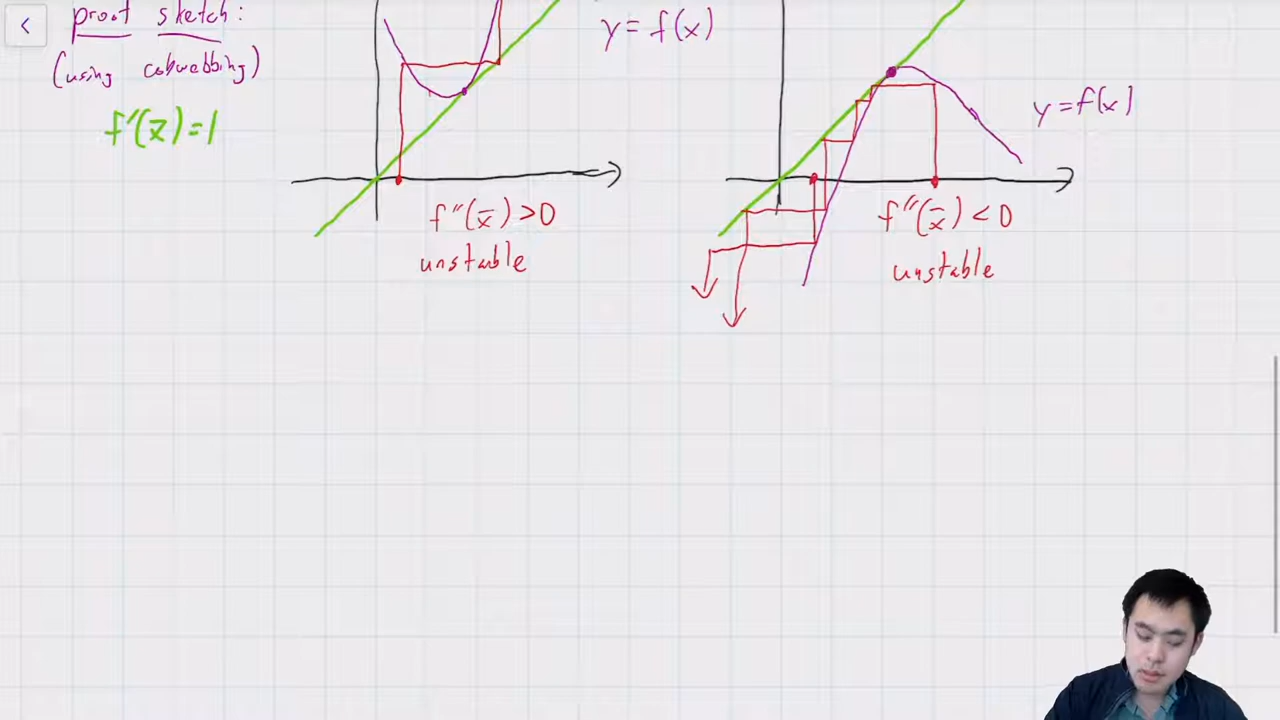 proof sketch:
(using cobwebbing)
f'(x̄)=1
y = f(x)
f''(x̄) > 0
unstable
y = f(x)
f''(x̄) < 0
unstable